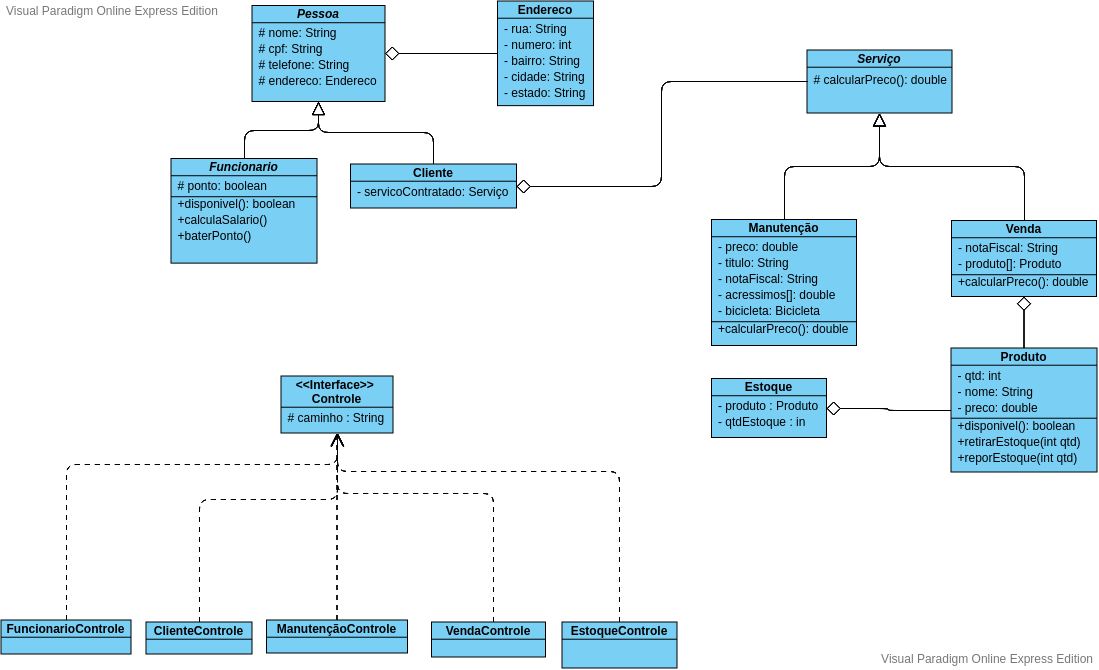 Visual Paradigm Online Express Edition
Pessoa
# nome: String
# cpf: String
# telefone: String
# endereco: Endereco
Endereco
- rua: String
- numero: int
- bairro: String
- cidade: String
- estado: String
Serviço
# calcularPreco(): double
Funcionario
# ponto: boolean
+disponivel(): boolean
+calculaSalario()
+baterPonto()
Cliente
- servicoContratado: Serviço
Manutenção
- preco: double
- titulo: String
- notaFiscal: String
- acressimos[]: double
- bicicleta: Bicicleta
+calcularPreco(): double
Venda
- notaFiscal: String
- produto[]: Produto
+calcularPreco(): double
Produto
- qtd: int
- nome: String
- preco: double
+disponivel(): boolean
+retirarEstoque(int qtd)
+reporEstoque(int qtd)
Estoque
- produto : Produto
- qtdEstoque : in
<<Interface>>
Controle
# caminho : String
FuncionarioControle
ClienteControle
ManutençãoControle
VendaControle
EstoqueControle
Visual Paradigm Online Express Edition